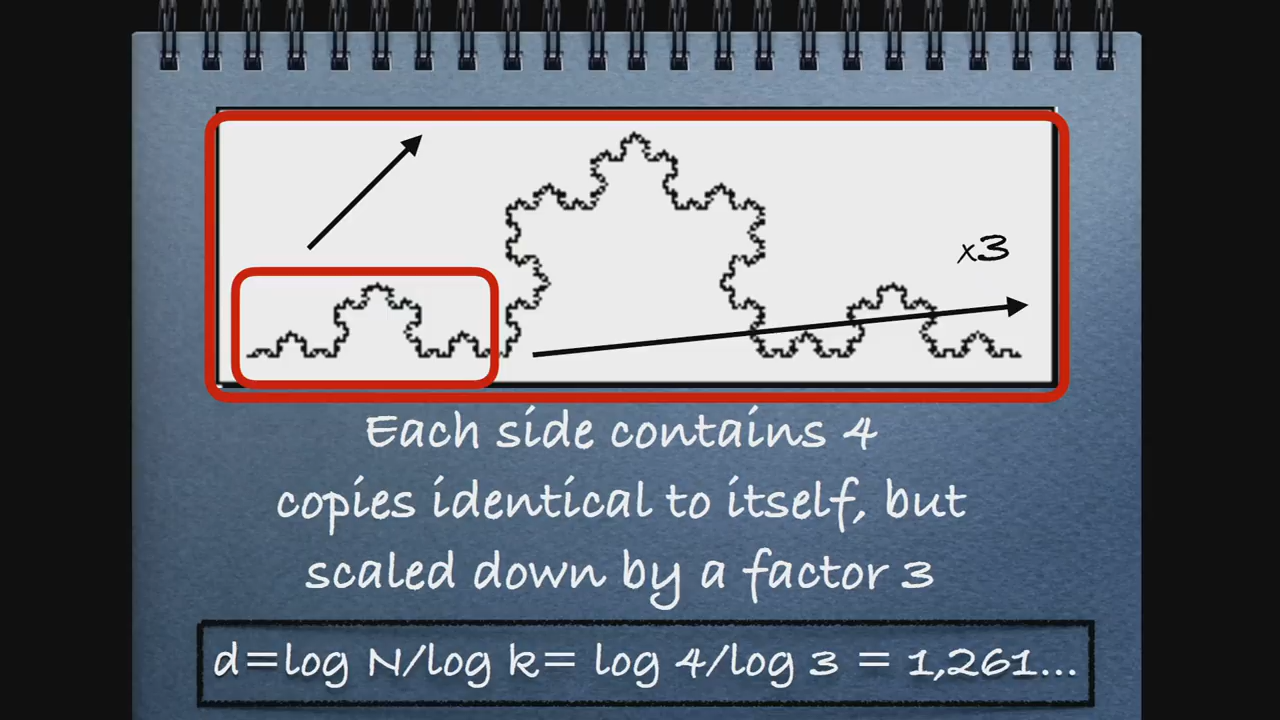 x3
Each side contains 4
copies identical to itself, but
scaled down by a factor 3
d=log N/log k= log 4/log 3 = 1,261...